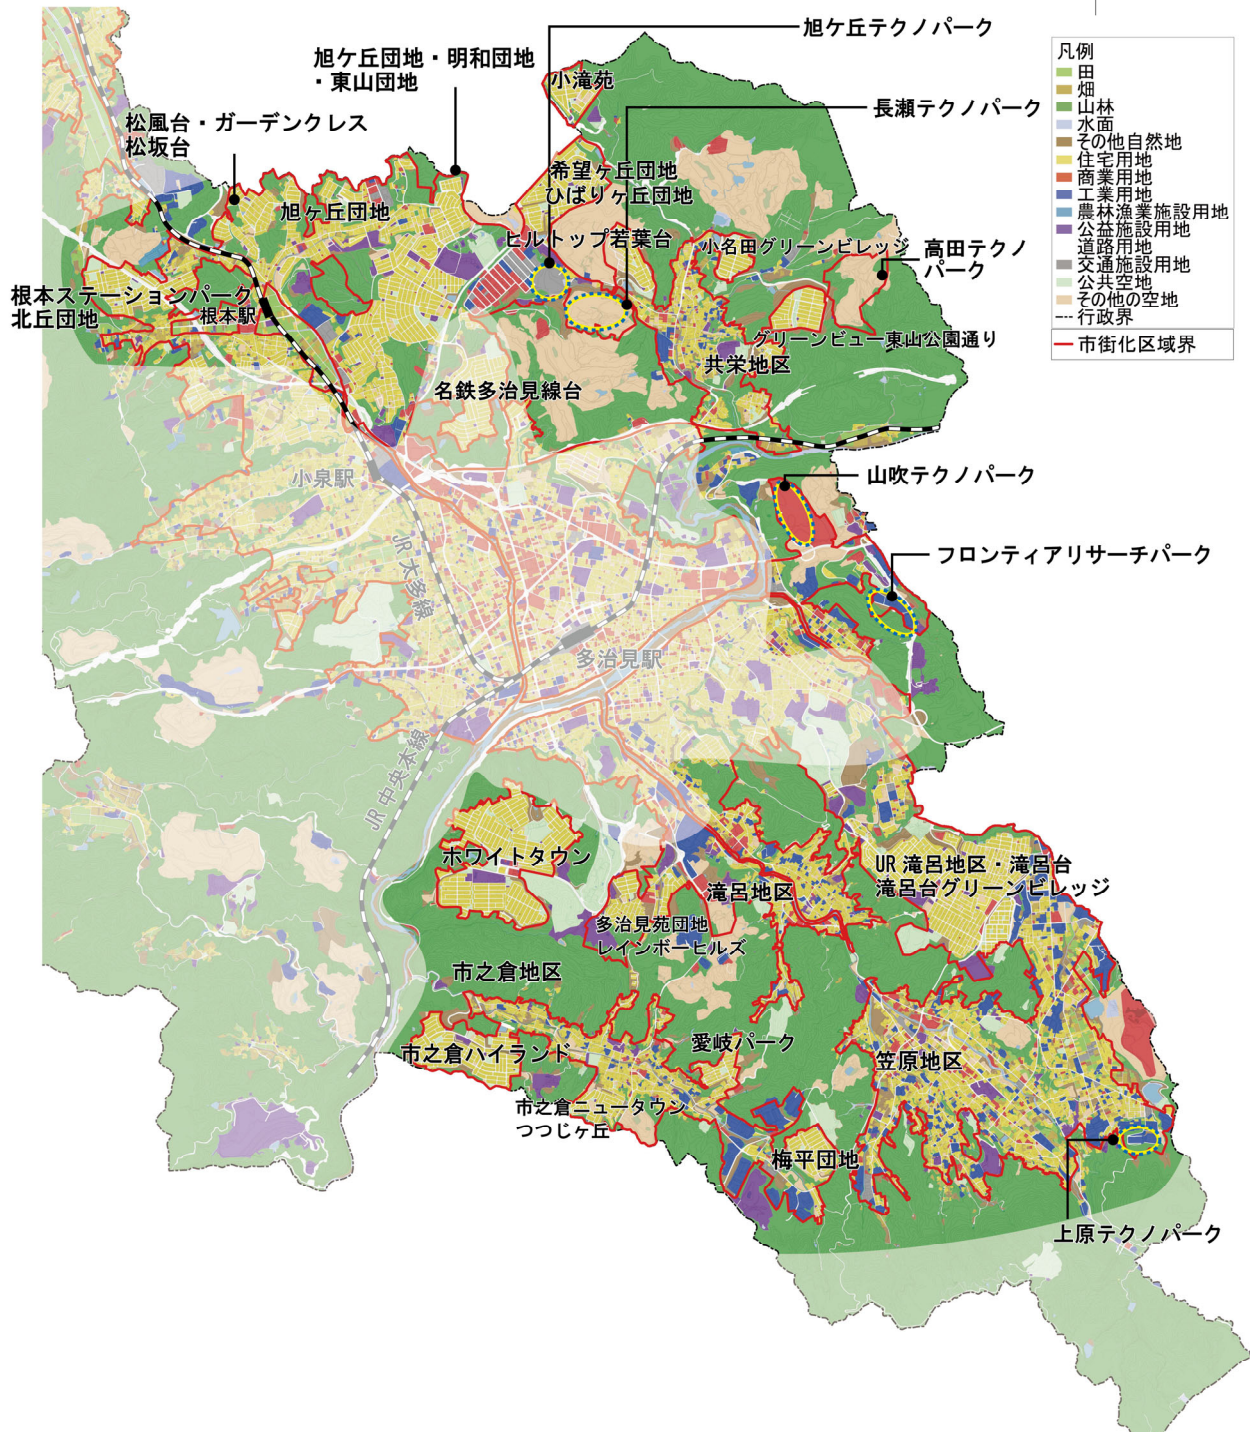 旭ケ丘テクノパーク
旭ケ丘団地・明和団地
・東山団地
小滝苑
長瀬テクノパーク
松風台・ガーデンクレス
松坂台
希望ヶ丘団地
ひばりヶ丘団地
旭ヶ丘団地
ヒルトップ若葉台
小名田グリーンビレッジ
高田テクノ
パーク
根本ステーションパーク
北丘団地
根本駅
グリーンビュー東山公園通り
共栄地区
名鉄多治見線台
小泉駅
山吹テクノパーク
JR 太多線
フロンティアリサーチパーク
多治見駅
JR 中央本線
ホワイトタウン
UR 滝呂地区・滝呂台
滝呂台グリーンビレッジ
滝呂地区
多治見苑団地
レインボーヒルズ
市之倉地区
愛岐パーク
市之倉ハイランド
笠原地区
市之倉ニュータウン
つつじヶ丘
梅平団地
上原テクノパーク
凡例
田
畑
山林
水面
その他自然地
住宅用地
商業用地
工業用地
農林漁業施設用地
公益施設用地
道路用地
交通施設用地
公共空地
その他の空地
行政界
市街化区域界